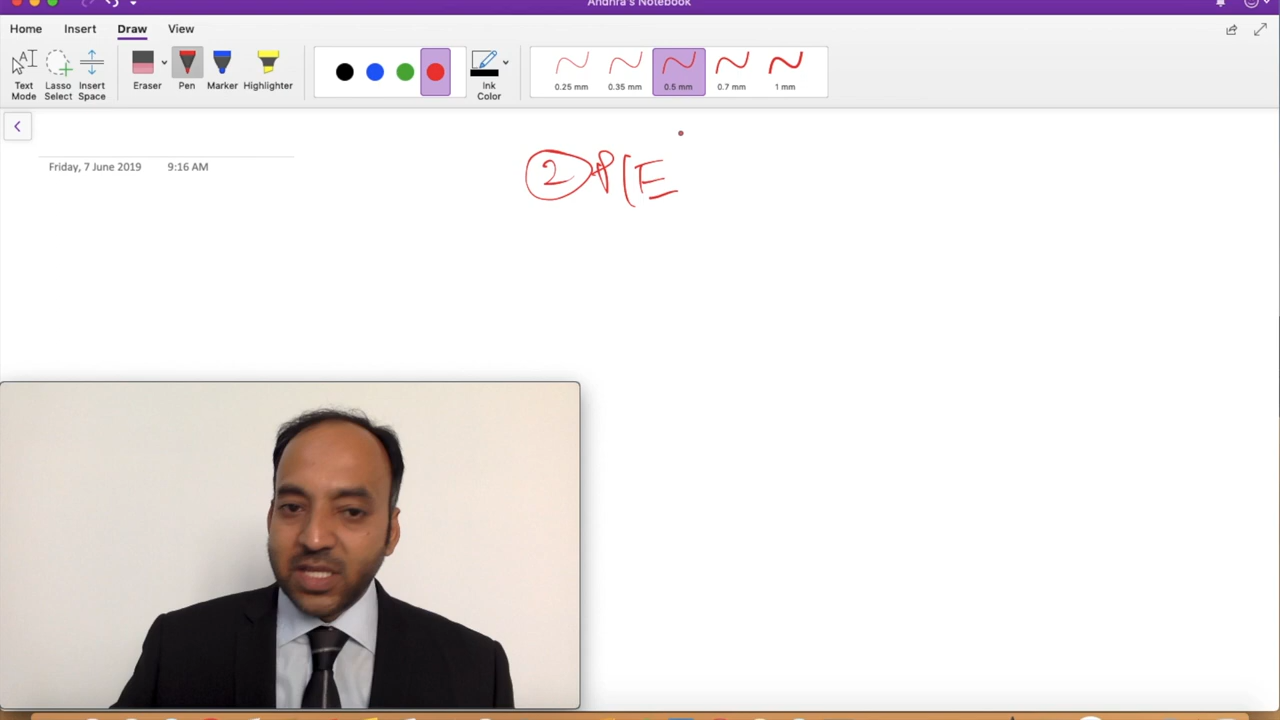 Andhra's Notebook
Home Insert Draw View
Text Mode
Lasso Select
Insert Space
Eraser
Pen
Marker
Highlighter
Ink Color
0.25 mm
0.35 mm
0.5 mm
0.7 mm
1 mm
Friday, 7 June 2019 9:16 AM
2 P(E